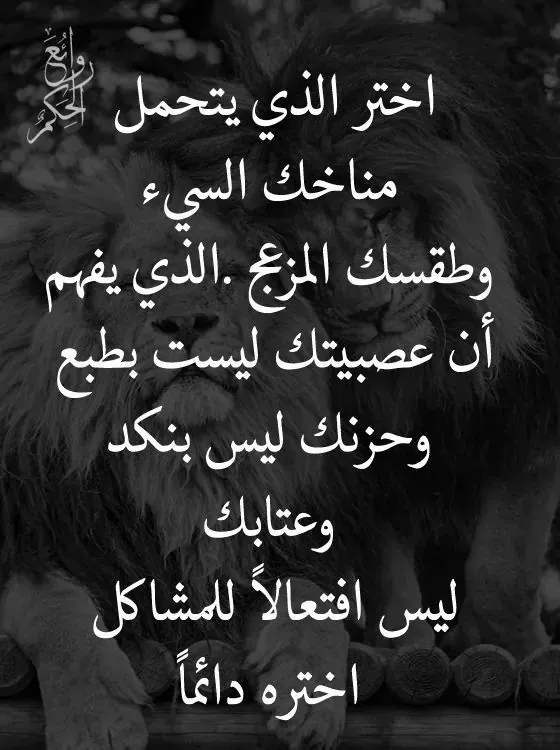 روائع
الحكم
اختر الذي يتحمل
مناخك السيء
وطقسك المزعج .الذي يفهم
أن عصبيتك ليست بطبع
وحزنك ليس بنكد
وعتابك
ليس افتعالاً للمشاكل
اختره دائماً